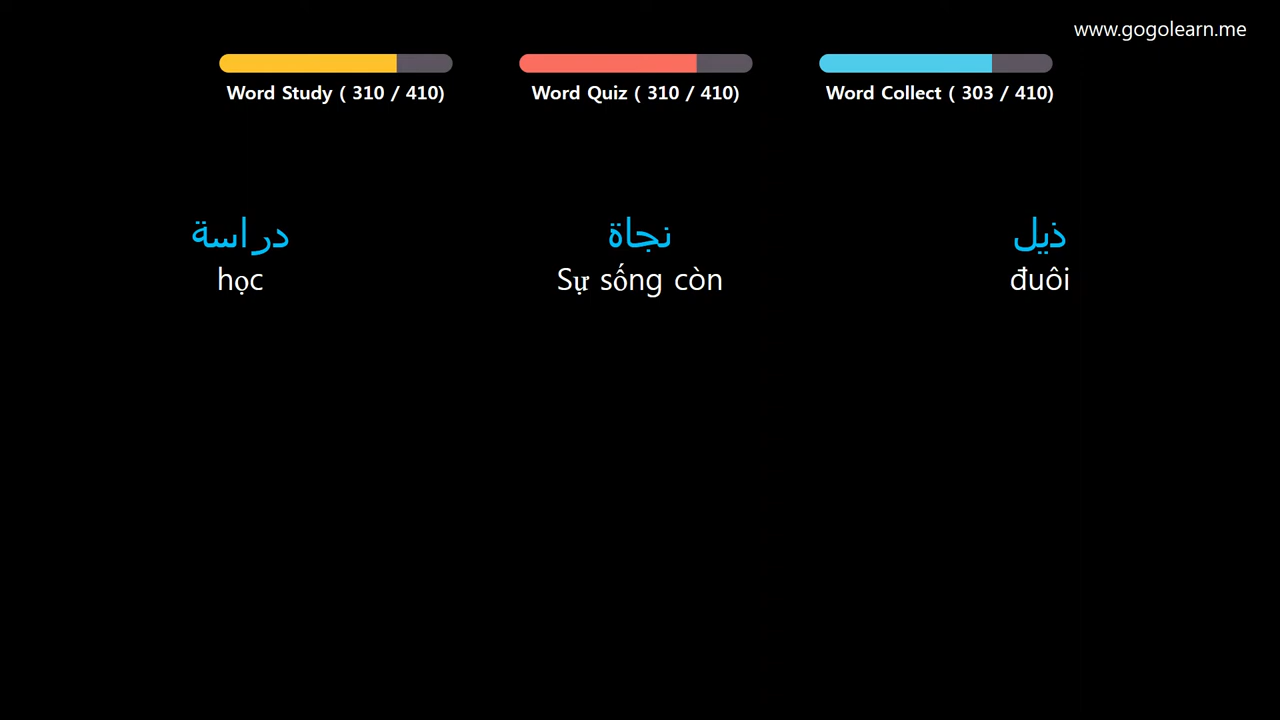 www.gogolearn.me
Word Study ( 310 / 410)
Word Quiz ( 310 / 410)
Word Collect ( 303 / 410)
دراسة
học
نجاة
Sự sống còn
ذيل
đuôi